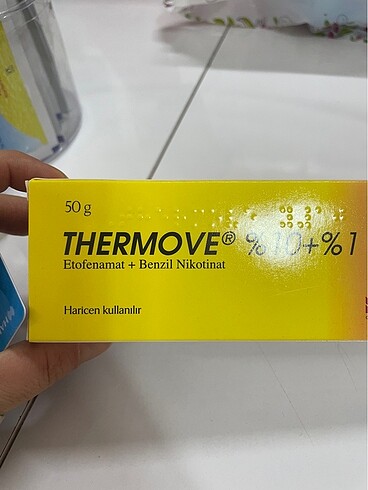 50 g
THERMOVE® %10+%1
Etofenamat + Benzil Nikotinat
Haricen kullanılır